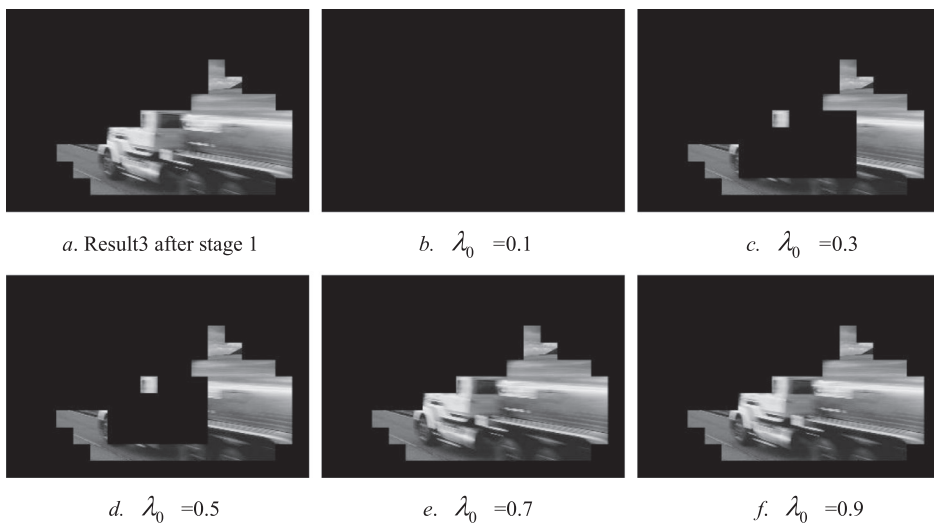 a. Result3 after stage 1
b. λ₀ =0.1
c. λ₀ =0.3
d. λ₀ =0.5
e. λ₀ =0.7
f. λ₀ =0.9